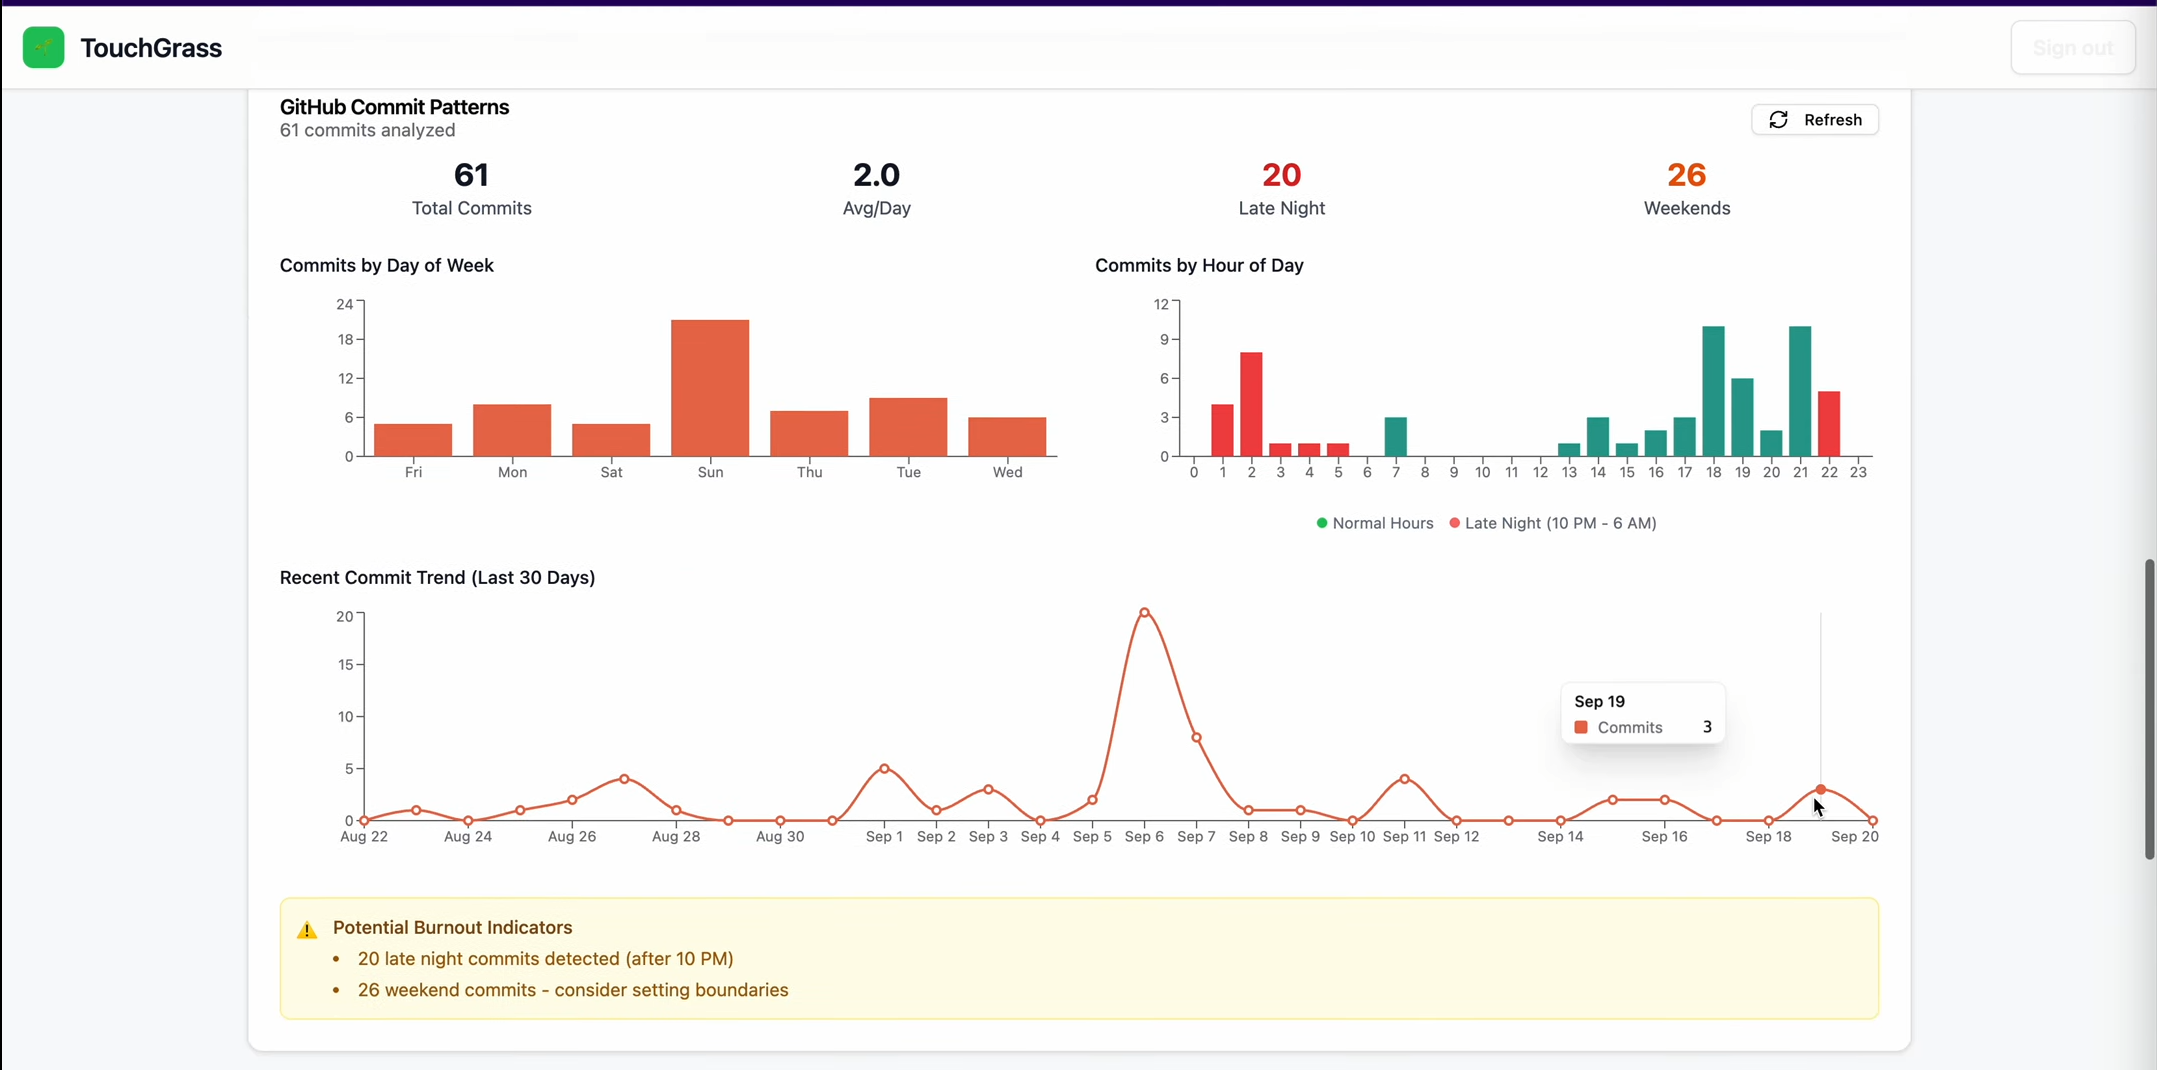 TouchGrass
Sign out
GitHub Commit Patterns
61 commits analyzed
Refresh
61
Total Commits
2.0
Avg/Day
20
Late Night
26
Weekends
Commits by Day of Week
24
18
12
6
0
Fri Mon Sat Sun Thu Tue Wed
Commits by Hour of Day
12
9
6
3
0
0 1 2 3 4 5 6 7 8 9 10 11 12 13 14 15 16 17 18 19 20 21 22 23
Normal Hours Late Night (10 PM - 6 AM)
Recent Commit Trend (Last 30 Days)
20
15
10
5
0
Aug 22 Aug 24 Aug 26 Aug 28 Aug 30 Sep 1 Sep 2 Sep 3 Sep 4 Sep 5 Sep 6 Sep 7 Sep 8 Sep 9 Sep 10 Sep 11 Sep 12 Sep 14 Sep 16 Sep 18 Sep 20
Sep 19
Commits 3
Potential Burnout Indicators
• 20 late night commits detected (after 10 PM)
• 26 weekend commits - consider setting boundaries